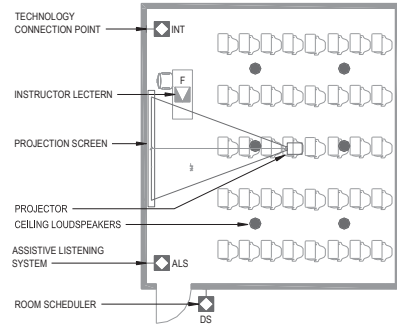 TECHNOLOGY
CONNECTION POINT
INT
F
INSTRUCTOR LECTERN
PROJECTION SCREEN
PROJECTOR
CEILING LOUDSPEAKERS
ASSISTIVE LISTENING
SYSTEM
ALS
ROOM SCHEDULER
DS